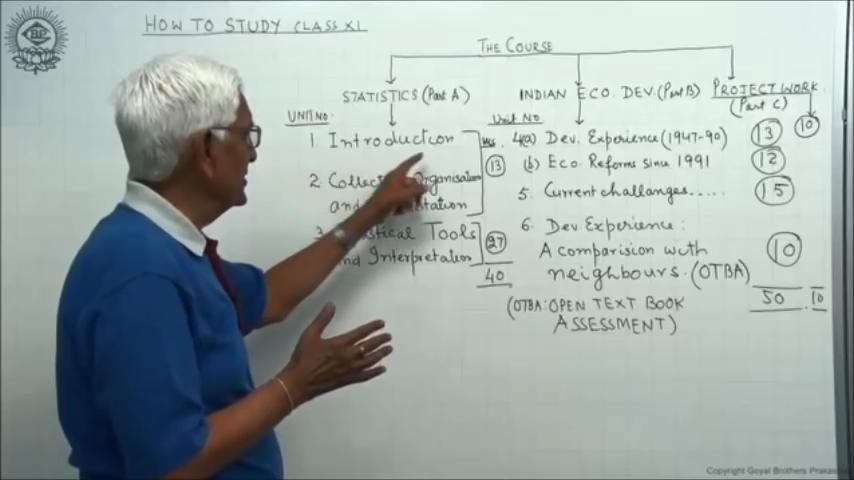 GBP
HOW TO STUDY CLASS XI
THE COURSE
STATISTICS (Part A)
INDIAN ECO. DEV. (Part B)
PROJECT WORK
(Part C)
UNIT NO.
Unit No
1. Introduction
13
2. Collect Organisation
and
3. Tools
and Interpretation
27
40
4(a) Dev. Experience (1947-90) 13 10
(b) Eco. Reforms since 1991 12
5. Current challanges..... 15
6. Dev Experience:
A comparision with 10
neighbours. (OTBA)
50 10
(OTBA: OPEN TEXT BOOK
ASSESSMENT)
Copyright Goyal Brothers Prakashan